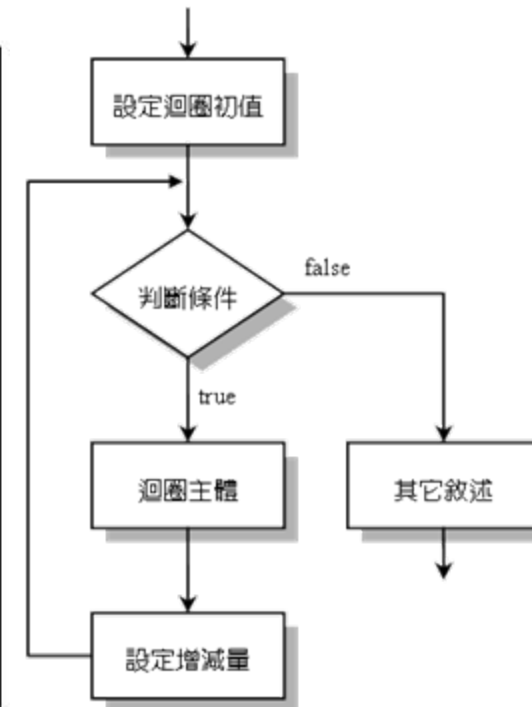 設定迴圈初值
判斷條件
false
true
迴圈主體
其它敘述
設定增減量